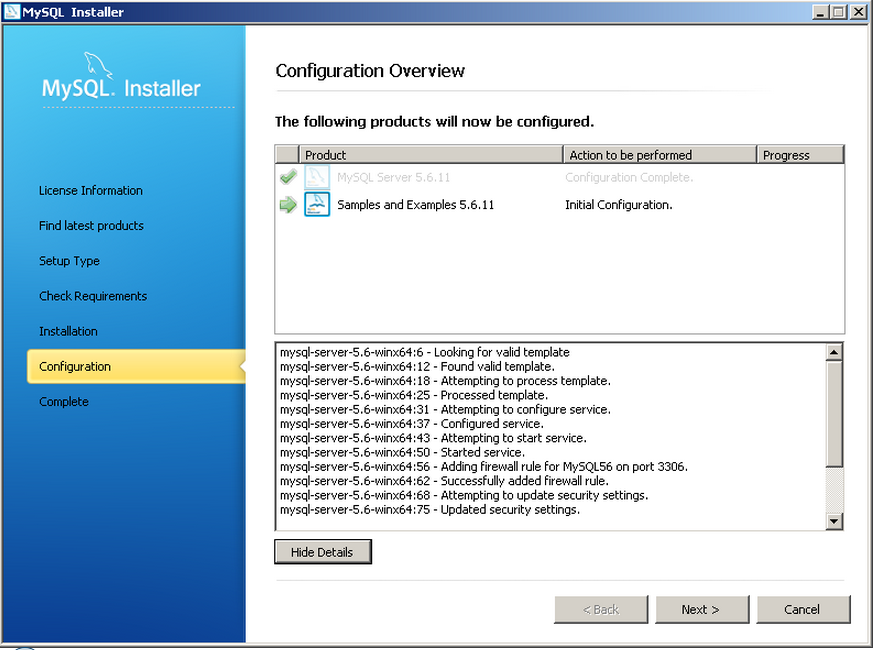 MySQL Installer
MySQL. Installer
License Information
Find latest products
Setup Type
Check Requirements
Installation
Configuration
Complete
Configuration Overview
The following products will now be configured.
Product Action to be performed Progress
MySQL Server 5.6.11 Configuration Complete.
Samples and Examples 5.6.11 Initial Configuration.
mysql-server-5.6-winx64:6 - Looking for valid template
mysql-server-5.6-winx64:12 - Found valid template.
mysql-server-5.6-winx64:18 - Attempting to process template.
mysql-server-5.6-winx64:25 - Processed template.
mysql-server-5.6-winx64:31 - Attempting to configure service.
mysql-server-5.6-winx64:37 - Configured service.
mysql-server-5.6-winx64:43 - Attempting to start service.
mysql-server-5.6-winx64:50 - Started service.
mysql-server-5.6-winx64:56 - Adding firewall rule for MySQL56 on port 3306.
mysql-server-5.6-winx64:62 - Successfully added firewall rule.
mysql-server-5.6-winx64:68 - Attempting to update security settings.
mysql-server-5.6-winx64:75 - Updated security settings.
Hide Details
< Back Next > Cancel